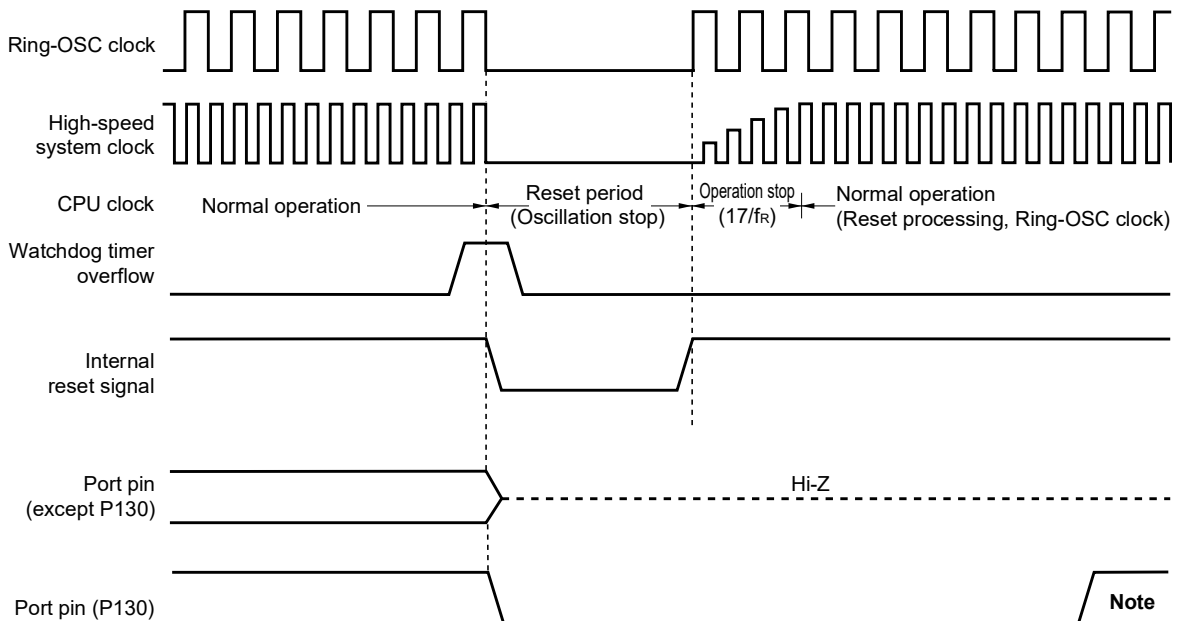 Ring-OSC clock
High-speed
system clock
CPU clock
Normal operation
Reset period
(Oscillation stop)
Operation stop
(17/fR)
Normal operation
(Reset processing, Ring-OSC clock)
Watchdog timer
overflow
Internal
reset signal
Port pin
(except P130)
Hi-Z
Port pin (P130)
Note